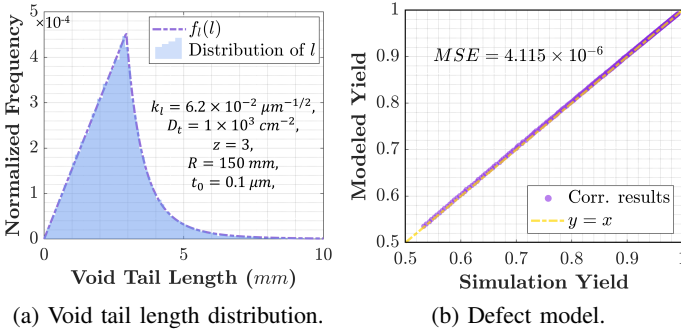 5
×10⁻⁴
4
3
2
1
0
Normalized Frequency
f_l(l)
Distribution of l
k_l = 6.2 × 10⁻² μm⁻¹/²,
D_t = 1 × 10³ cm⁻²,
z = 3,
R = 150 mm,
t₀ = 0.1 μm,
0 5 10
Void Tail Length (mm)
(a) Void tail length distribution.
1
0.9
0.8
0.7
0.6
0.5
Modeled Yield
MSE = 4.115 × 10⁻⁶
Corr. results
y = x
0.5 0.6 0.7 0.8 0.9 1
Simulation Yield
(b) Defect model.